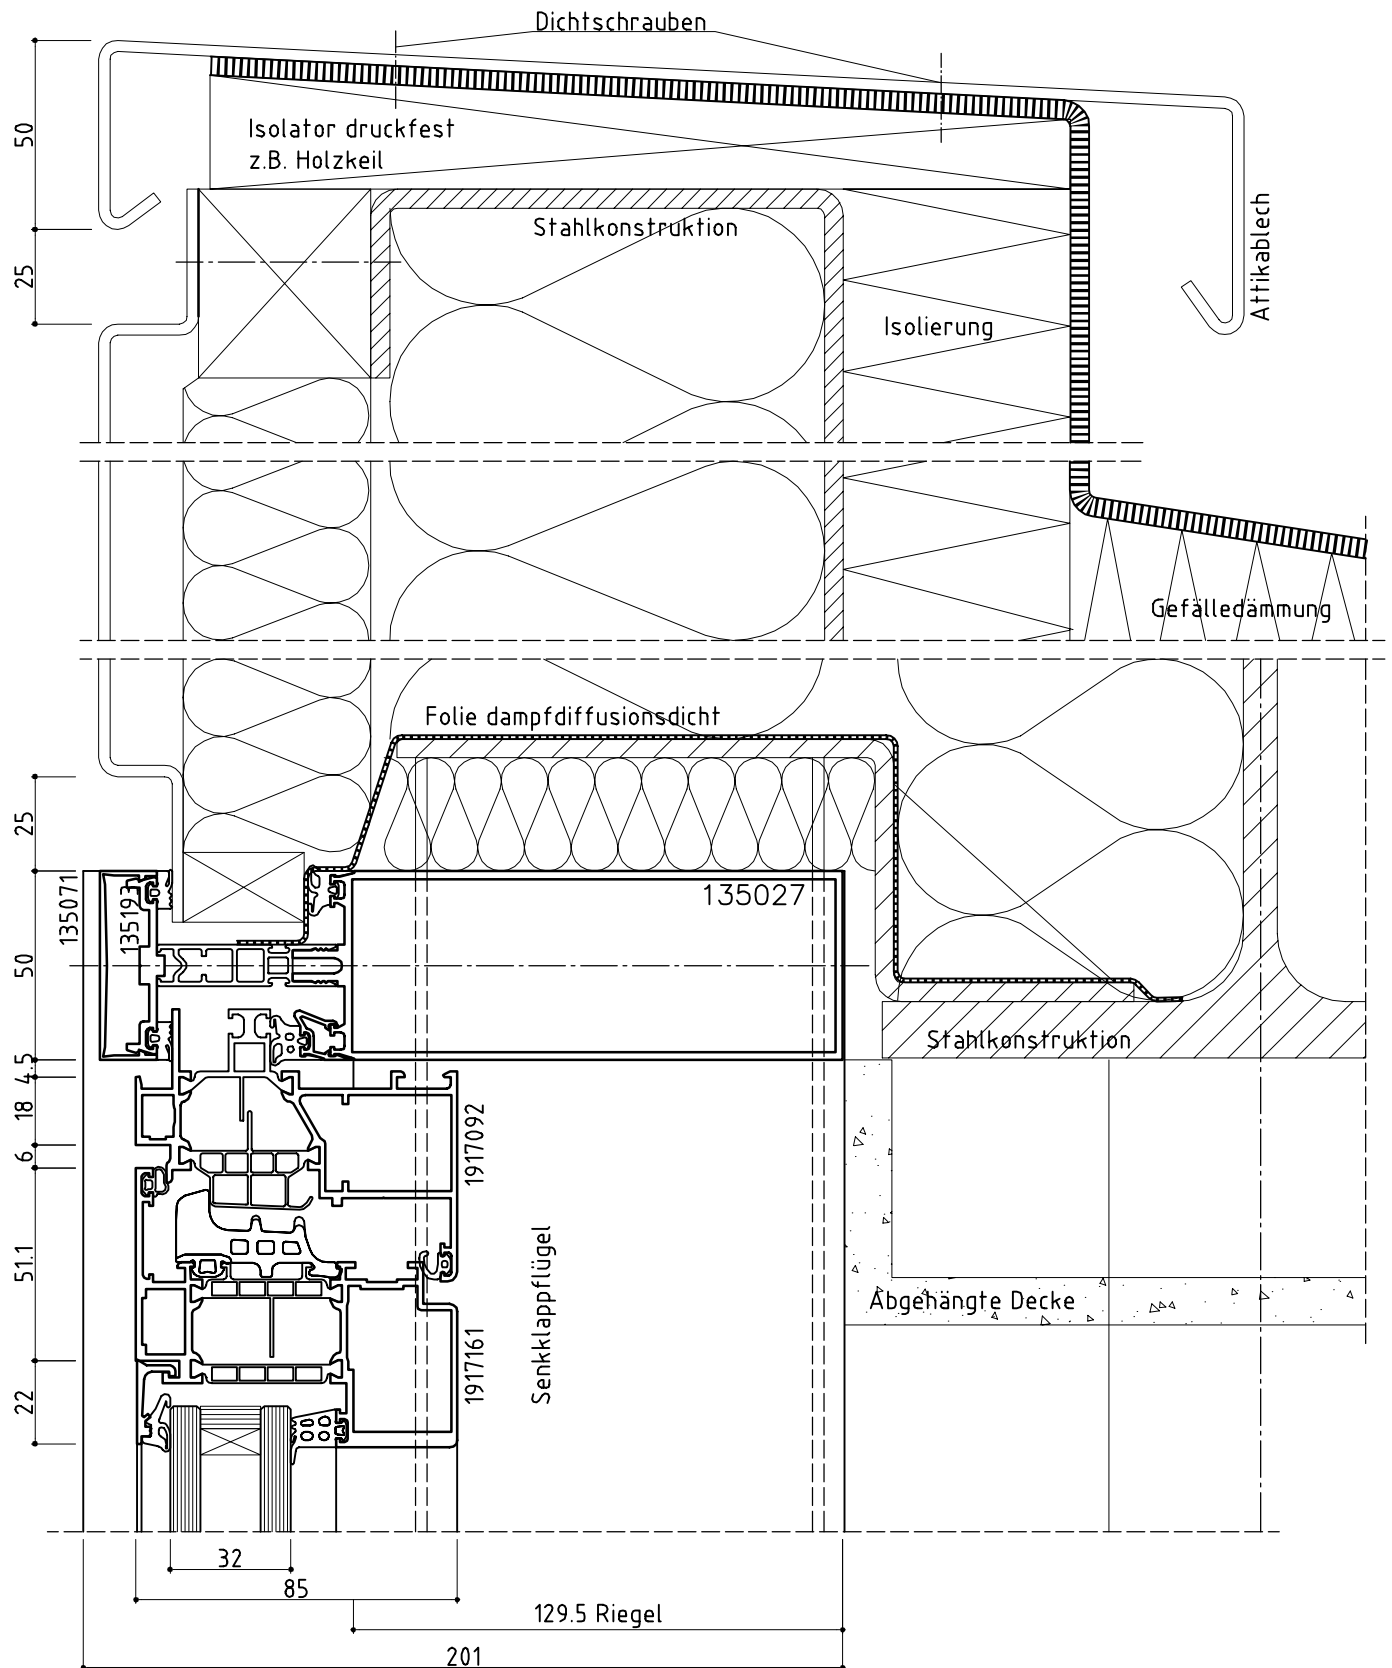 Dichtschrauben
50
Isolator druckfest
z.B. Holzkeil
Stahlkonstruktion
Attikablech
25
Isolierung
Gefälledämmung
Folie dampfdiffusionsdicht
25
135071
135193
135027
50
Stahlkonstruktion
4.5
18
6
1917092
51.1
Senkklappflügel
Abgehängte Decke
1917161
22
32
85
129.5 Riegel
201